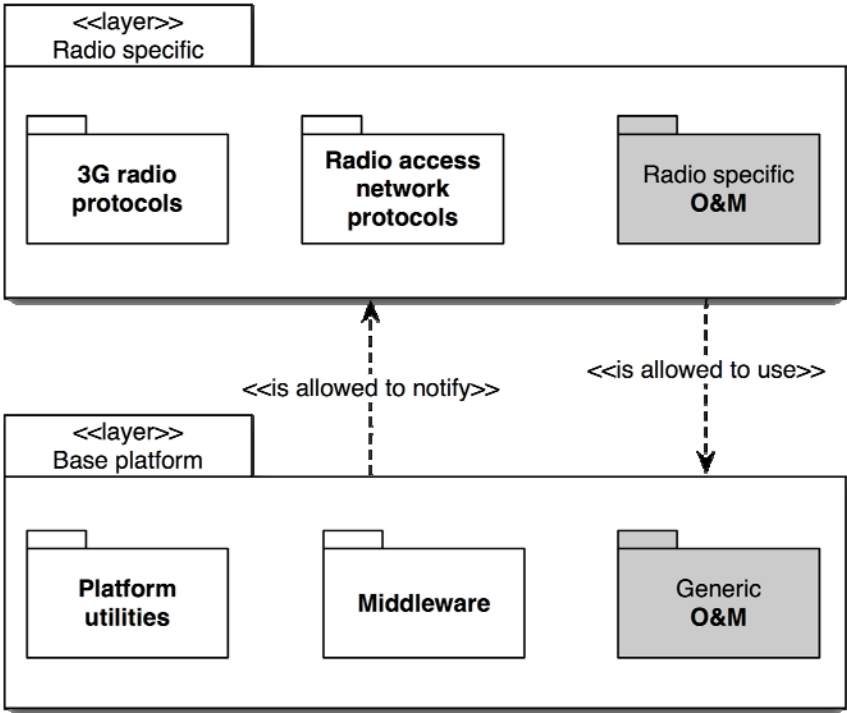 <<layer>>
Radio specific
3G radio
protocols
Radio access
network
protocols
Radio specific
O&M
<<is allowed to notify>>
<<is allowed to use>>
<<layer>>
Base platform
Platform
utilities
Middleware
Generic
O&M